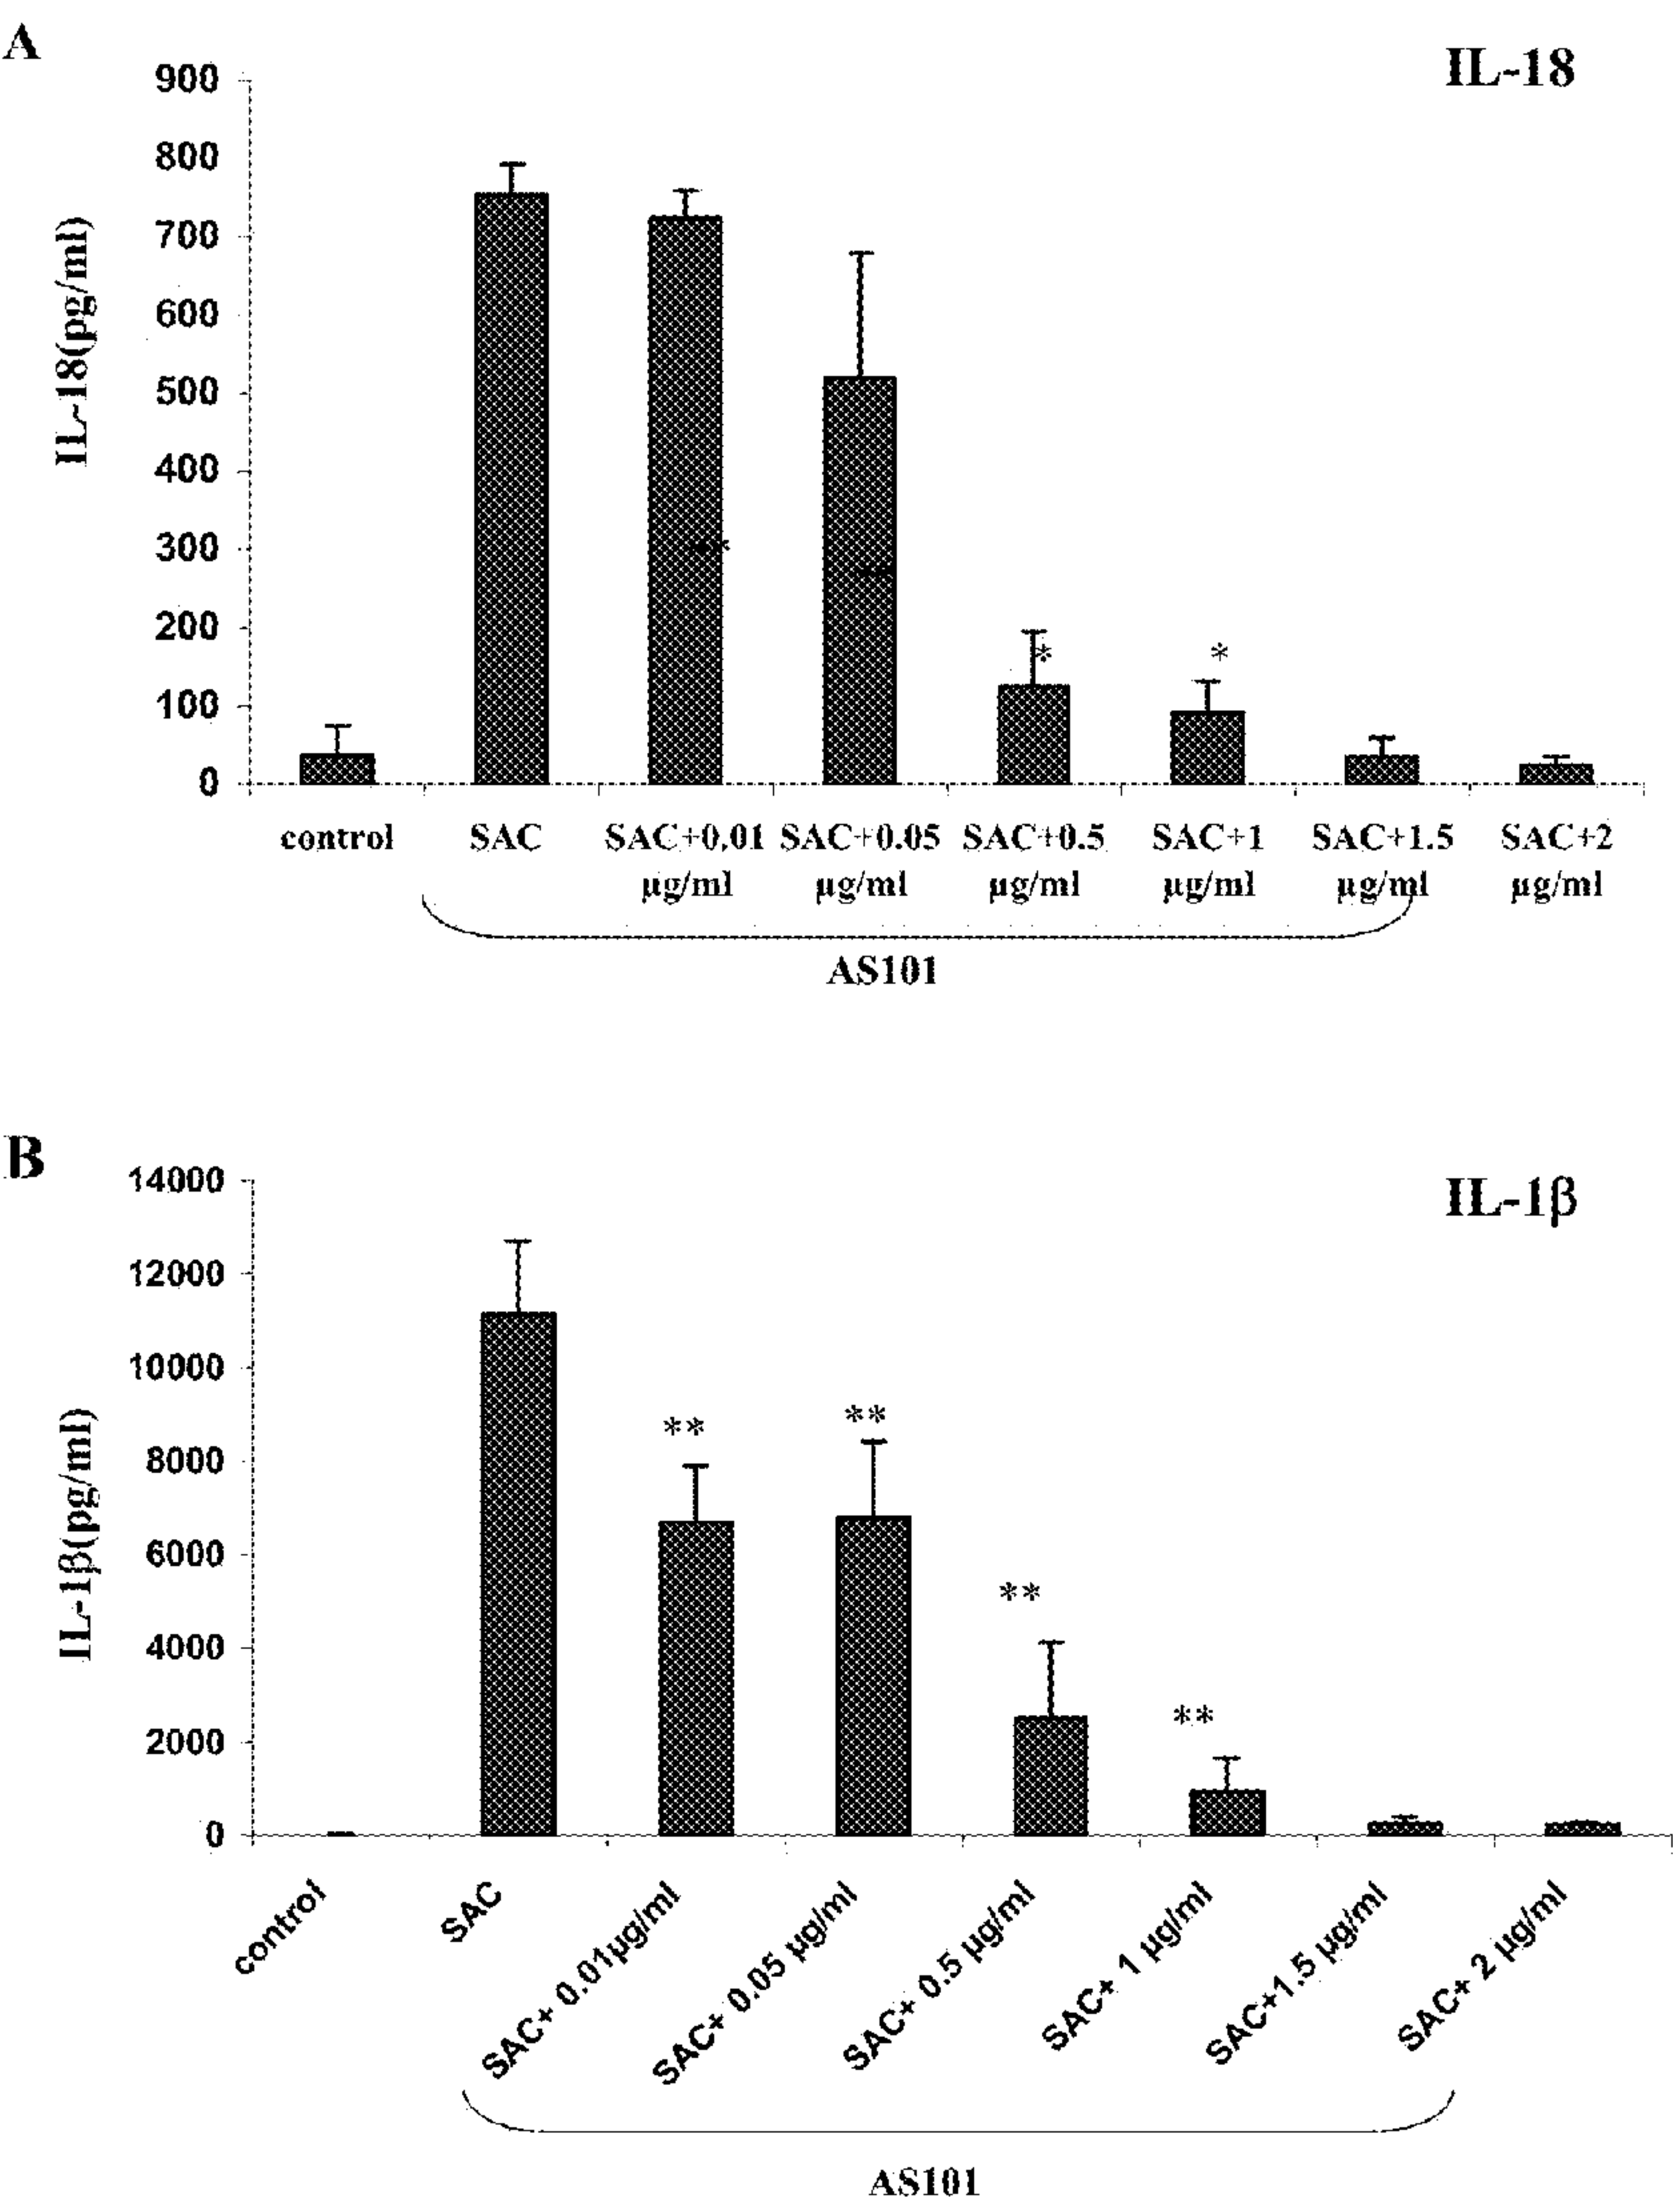 A
IL-18
900
800
700
600
500
400
300
200
100
0
IL-18(pg/ml)
**
*
*
control SAC SAC+0.01 SAC+0.05 SAC+0.5 SAC+1 SAC+1.5 SAC+2
µg/ml µg/ml µg/ml µg/ml µg/ml µg/ml
AS101
B
IL-1β
14000
12000
10000
8000
6000
4000
2000
0
IL-1β(pg/ml)
**
**
**
**
control
SAC
SAC+ 0.01µg/ml
SAC+ 0.05 µg/ml
SAC+ 0.5 µg/ml
SAC+ 1 µg/ml
SAC+1.5 µg/ml
SAC+ 2 µg/ml
AS101